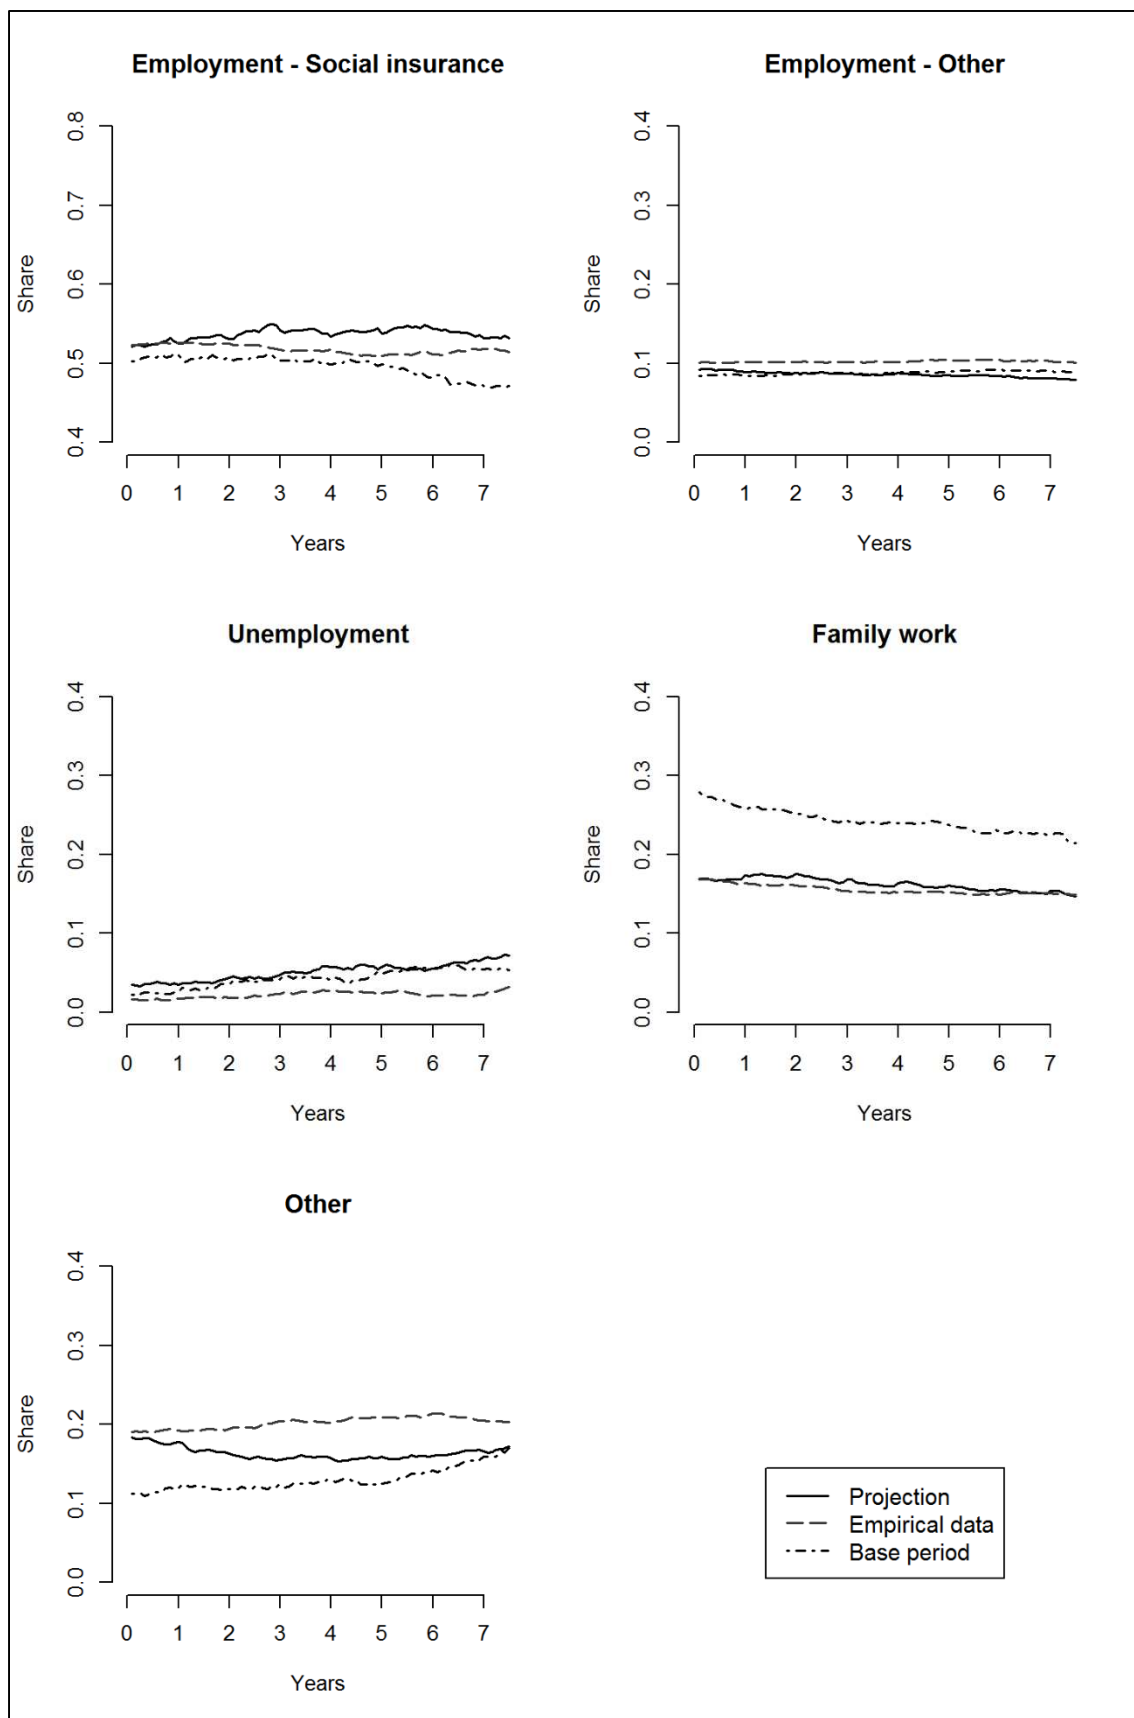 Employment - Social insurance
Share
0.8
0.7
0.6
0.5
0.4
0 1 2 3 4 5 6 7
Years
Employment - Other
Share
0.4
0.3
0.2
0.1
0.0
0 1 2 3 4 5 6 7
Years
Unemployment
Share
0.4
0.3
0.2
0.1
0.0
0 1 2 3 4 5 6 7
Years
Family work
Share
0.4
0.3
0.2
0.1
0.0
0 1 2 3 4 5 6 7
Years
Other
Share
0.4
0.3
0.2
0.1
0.0
0 1 2 3 4 5 6 7
Years
Projection
Empirical data
Base period